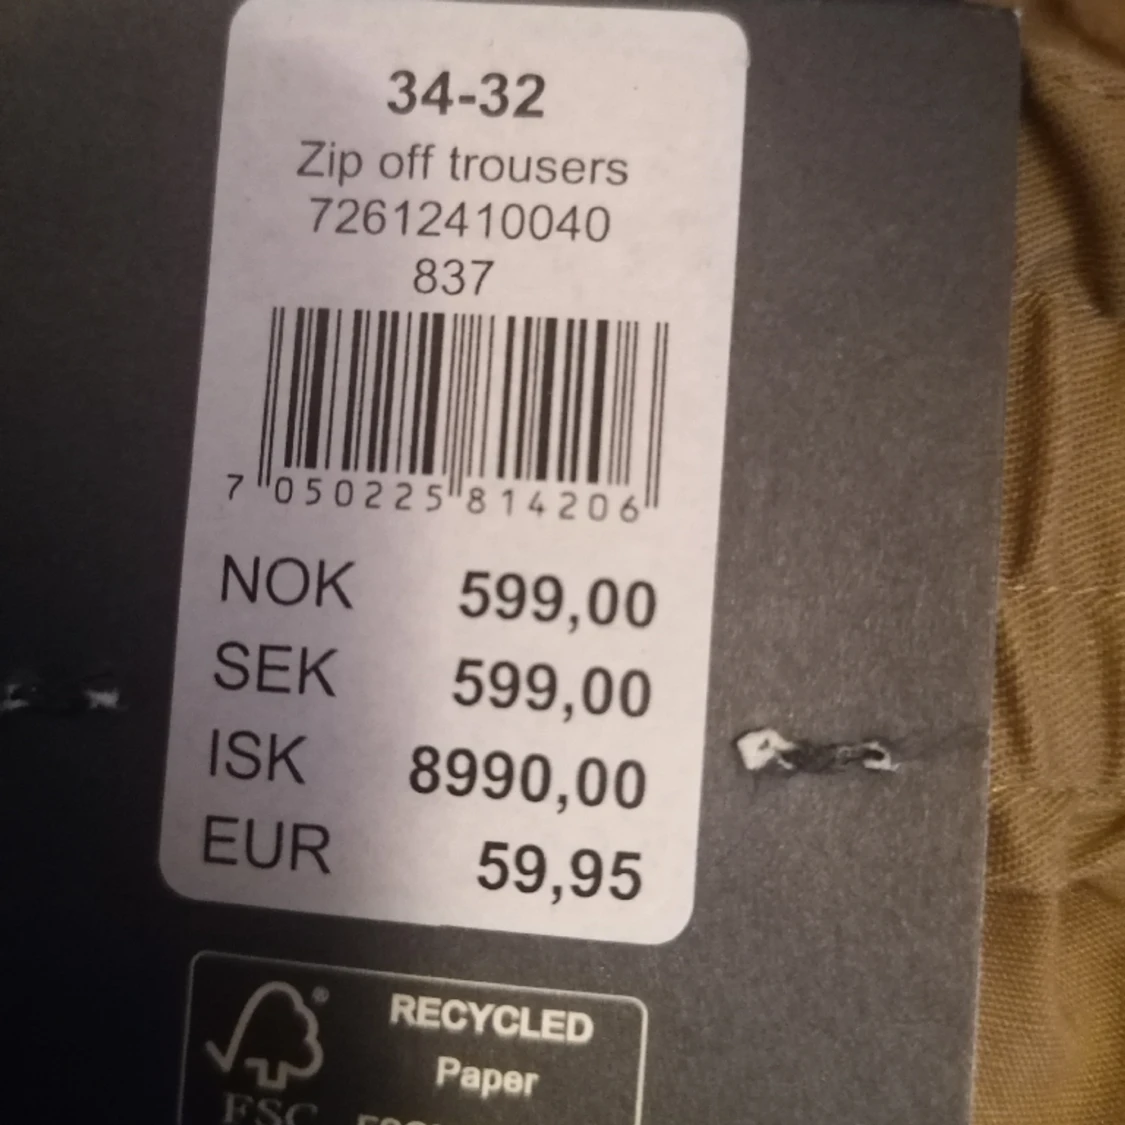 34-32
Zip off trousers
72612410040
837
7 050225 814206
NOK 599,00
SEK 599,00
ISK 8990,00
EUR 59,95
RECYCLED
Paper
FSC